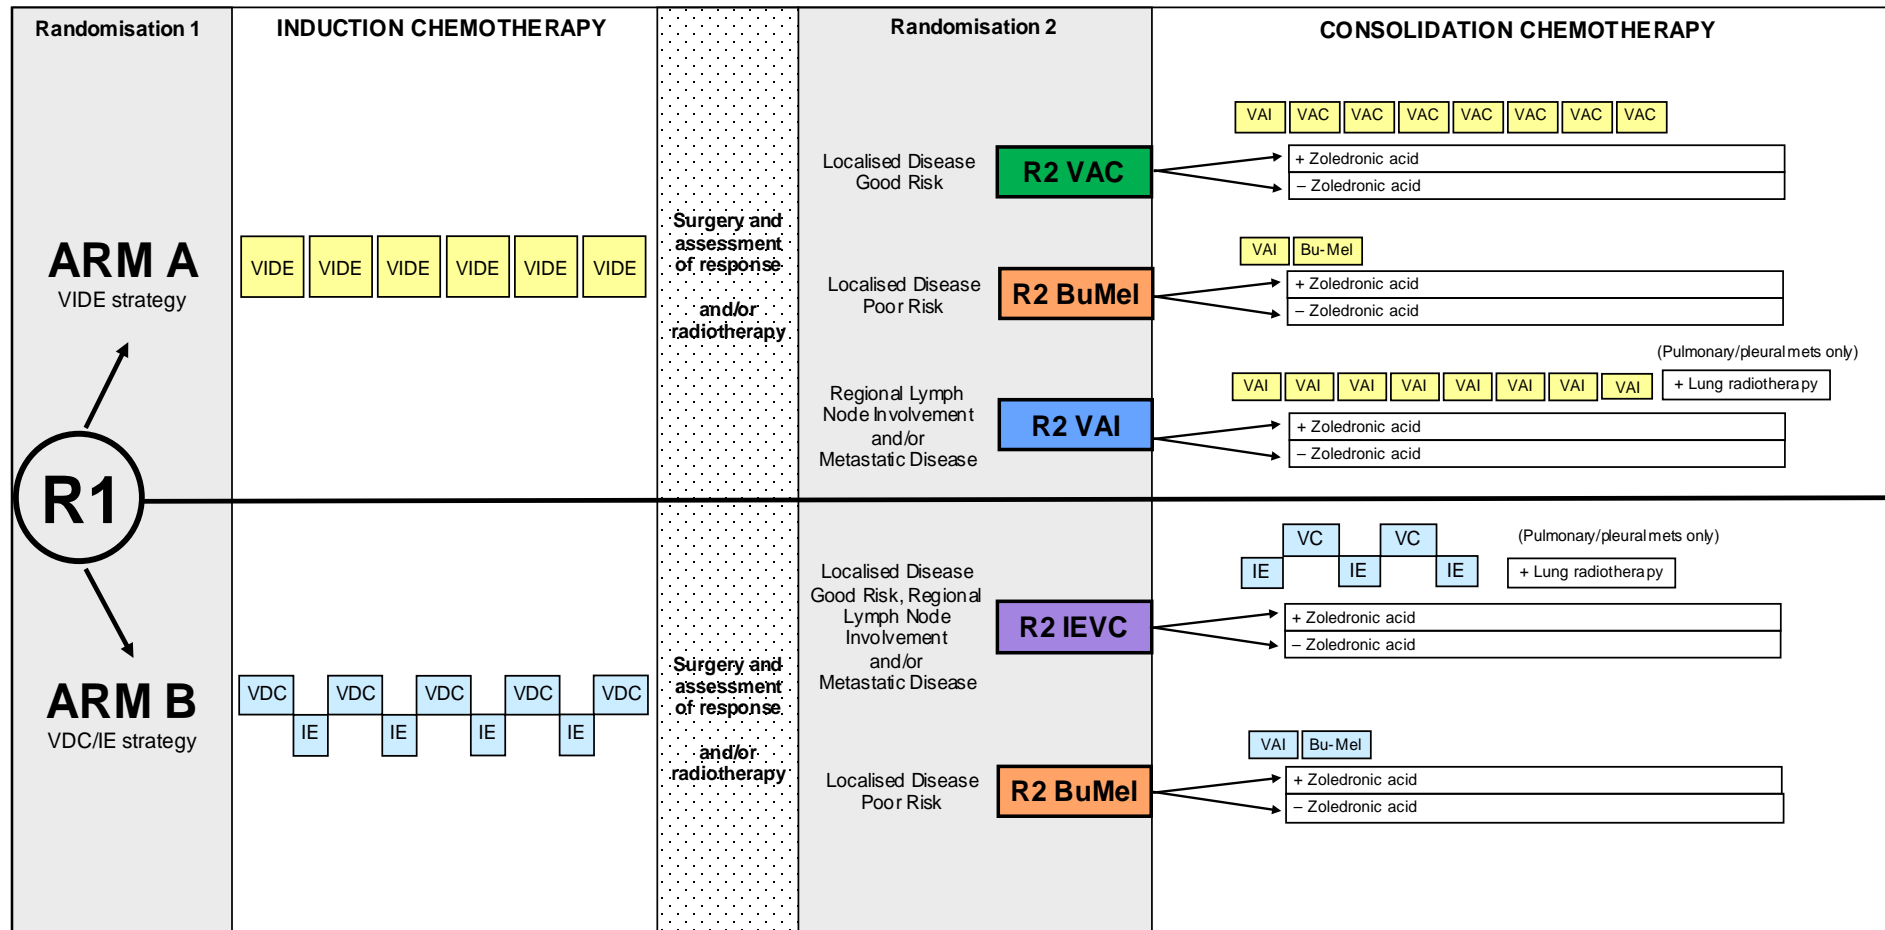 Randomisation 1
INDUCTION CHEMOTHERAPY
Randomisation 2
CONSOLIDATION CHEMOTHERAPY
ARM A
VIDE strategy
VIDE VIDE VIDE VIDE VIDE VIDE
Surgery and
assessment
of response
and/or
radiotherapy
Localised Disease
Good Risk
R2 VAC
VAI VAC VAC VAC VAC VAC VAC VAC
+ Zoledronic acid
– Zoledronic acid
Localised Disease
Poor Risk
R2 BuMel
VAI Bu-Mel
+ Zoledronic acid
– Zoledronic acid
Regional Lymph
Node Involvement
and/or
Metastatic Disease
R2 VAI
(Pulmonary/pleural mets only)
VAI VAI VAI VAI VAI VAI VAI VAI + Lung radiotherapy
+ Zoledronic acid
– Zoledronic acid
R1
ARM B
VDC/IE strategy
VDC VDC VDC VDC VDC
IE IE IE IE
Surgery and
assessment
of response
and/or
radiotherapy
Localised Disease
Good Risk, Regional
Lymph Node
Involvement
and/or
Metastatic Disease
R2 IEVC
VC VC (Pulmonary/pleural mets only)
IE IE IE + Lung radiotherapy
+ Zoledronic acid
– Zoledronic acid
Localised Disease
Poor Risk
R2 BuMel
VAI Bu-Mel
+ Zoledronic acid
– Zoledronic acid